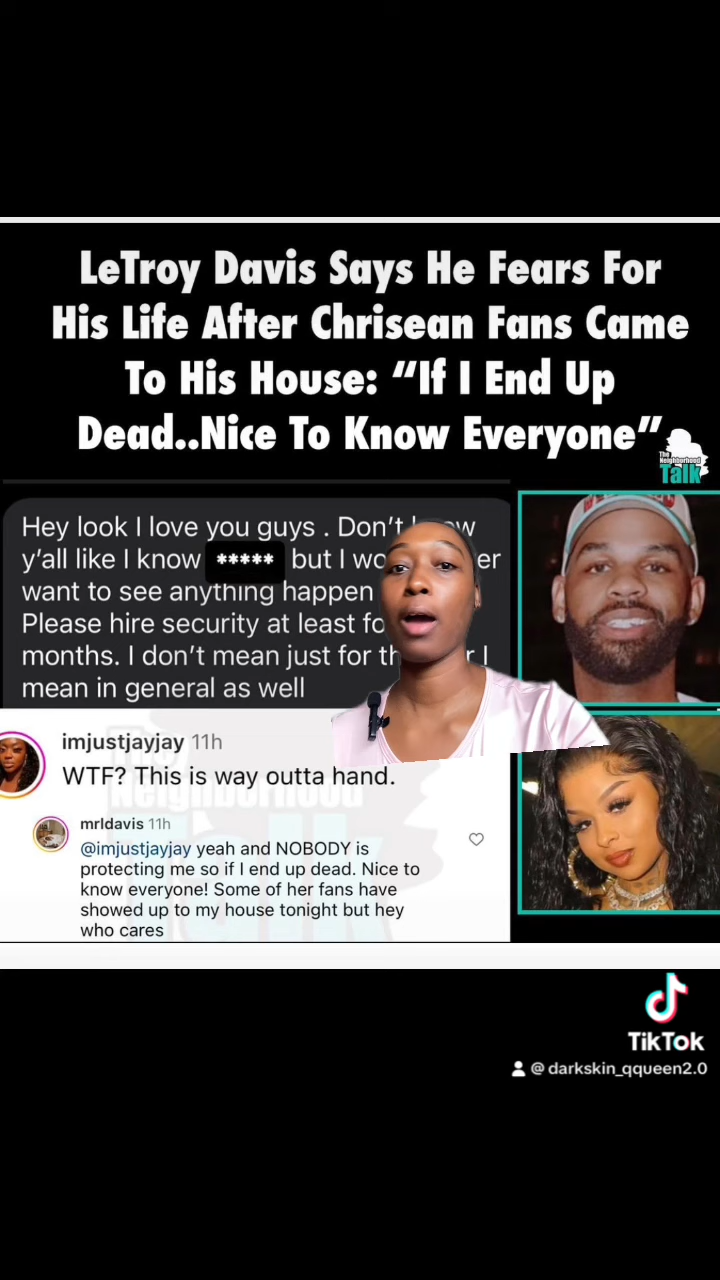 LeTroy Davis Says He Fears For
His Life After Chrisean Fans Came
To His House: “If I End Up
Dead..Nice To Know Everyone”
The
Neighborhood
Talk
Hey look I love you guys . Don’t
y’all like I know ***** but I
want to see anything happen
Please hire security at least
months. I don’t mean just for I
mean in general as well
imjustjayjay 11h
WTF? This is way outta hand.
The
Neighborhood
Talk
mrldavis 11h
@imjustjayjay yeah and NOBODY is
protecting me so if I end up dead. Nice to
know everyone! Some of her fans have
showed up to my house tonight but hey
who cares
TikTok
@darkskin_qqueen2.0